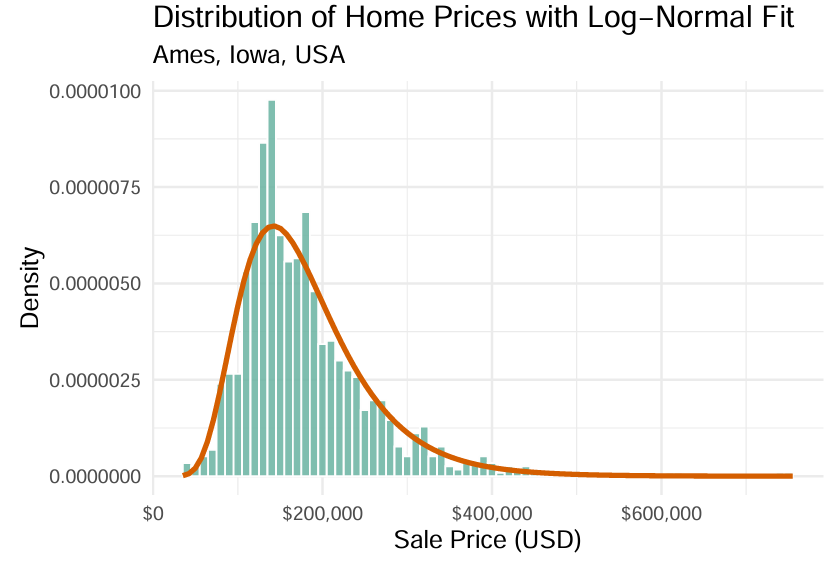 Distribution of Home Prices with Log−Normal Fit
Ames, Iowa, USA
0.0000100
0.0000075
0.0000050
0.0000025
0.0000000
Density
$0
$200,000
$400,000
$600,000
Sale Price (USD)